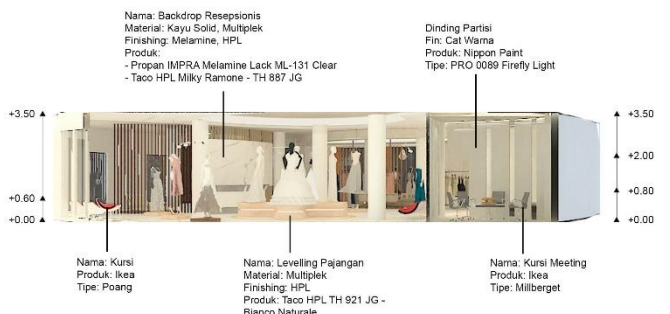 Nama: Backdrop Resepsionis
Material: Kayu Solid, Multiplek
Finishing: Melamine, HPL
Produk:
- Propan IMPRA Melamine Lack ML-131 Clear
- Taco HPL Milky Ramone - TH 887 JG
Dinding Partisi
Fin: Cat Warna
Produk: Nippon Paint
Tipe: PRO 0089 Firefly Light
+3.50
+0.60
+0.00
+3.50
+2.00
+0.80
+0.00
Nama: Kursi
Produk: Ikea
Tipe: Poang
Nama: Levelling Pajangan
Material: Multiplek
Finishing: HPL
Produk: Taco HPL TH 921 JG -
Bianco Naturale
Nama: Kursi Meeting
Produk: Ikea
Tipe: Millberget